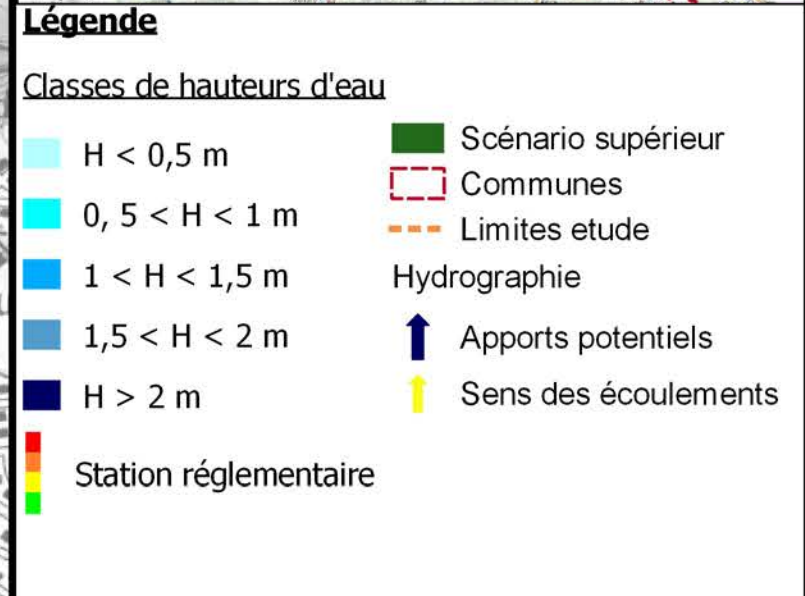 Légende
Classes de hauteurs d'eau
H < 0,5 m
0, 5 < H < 1 m
1 < H < 1,5 m
1,5 < H < 2 m
H > 2 m
Station réglementaire
Scénario supérieur
Communes
Limites etude
Hydrographie
Apports potentiels
Sens des écoulements